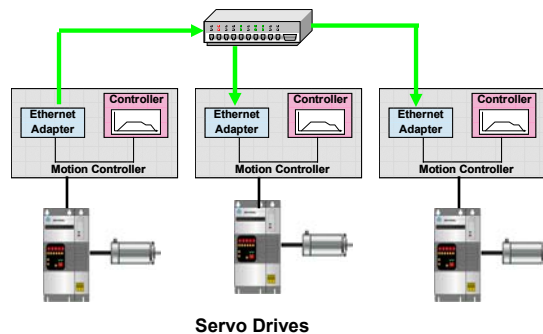 Controller
Ethernet
Adapter
Motion Controller
Controller
Ethernet
Adapter
Motion Controller
Controller
Ethernet
Adapter
Motion Controller
Servo Drives